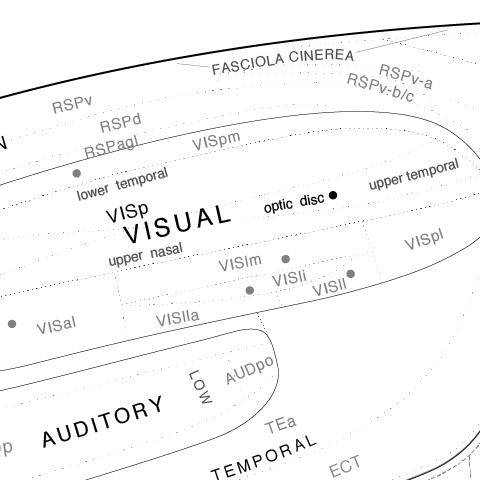 FASCIOLA CINEREA
RSPv-a
RSPv-b/c
RSPv
RSPd
RSPagl
VISpm
N
lower temporal
upper temporal
VISp
optic disc
VISUAL
upper nasal
VISlm
VISpl
VISli
VISll
VISal
VISlla
AUDpo
LOW
AUDITORY
TEa
TEMPORAL
ECT